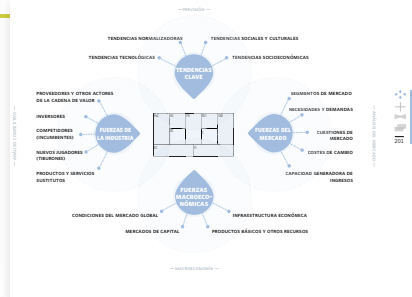 —PREVISIÓN—
TENDENCIAS NORMALIZADORAS
TENDENCIAS SOCIALES Y CULTURALES
TENDENCIAS TECNOLÓGICAS
TENDENCIAS SOCIOECONÓMICAS
TENDENCIAS
CLAVE
PROVEEDORES Y OTROS ACTORES
DE LA CADENA DE VALOR
INVERSORES
COMPETIDORES
(INCUMBENTES)
NUEVOS JUGADORES
(TIBURONES)
PRODUCTOS Y SERVICIOS
SUSTITUTOS
FUERZAS DE
LA INDUSTRIA
FUERZAS DEL
MERCADO
SEGMENTOS DE MERCADO
NECESIDADES Y DEMANDAS
CUESTIONES DE
MERCADO
COSTES DE CAMBIO
CAPACIDAD GENERADORA DE
INGRESOS
201
FUERZAS
MACROECO-
NÓMICAS
CONDICIONES DEL MERCADO GLOBAL
INFRAESTRUCTURA ECONÓMICA
MERCADOS DE CAPITAL
PRODUCTOS BÁSICOS Y OTROS RECURSOS
—MACROECONOMÍA—